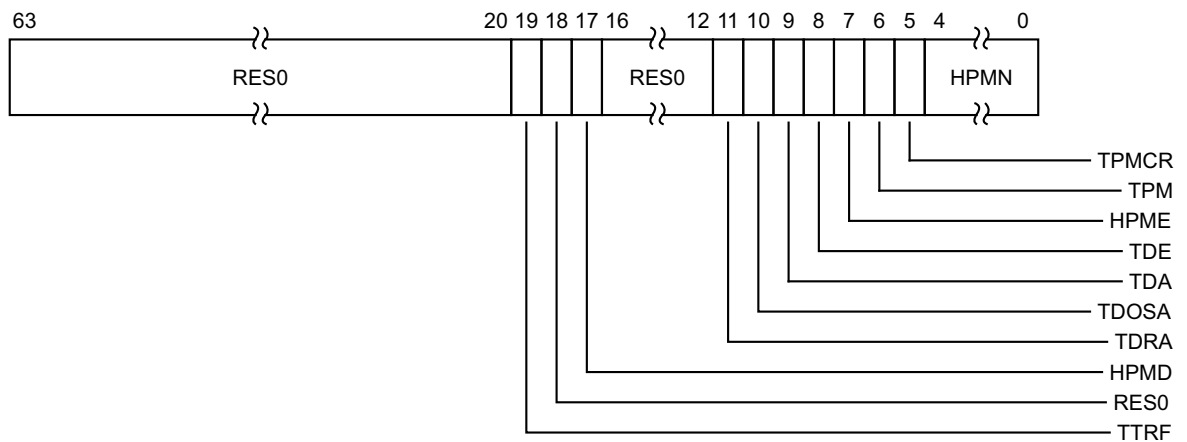 63 20 19 18 17 16 12 11 10 9 8 7 6 5 4 0
RES0 RES0 HPMN
TPMCR
TPM
HPME
TDE
TDA
TDOSA
TDRA
HPMD
RES0
TTRF